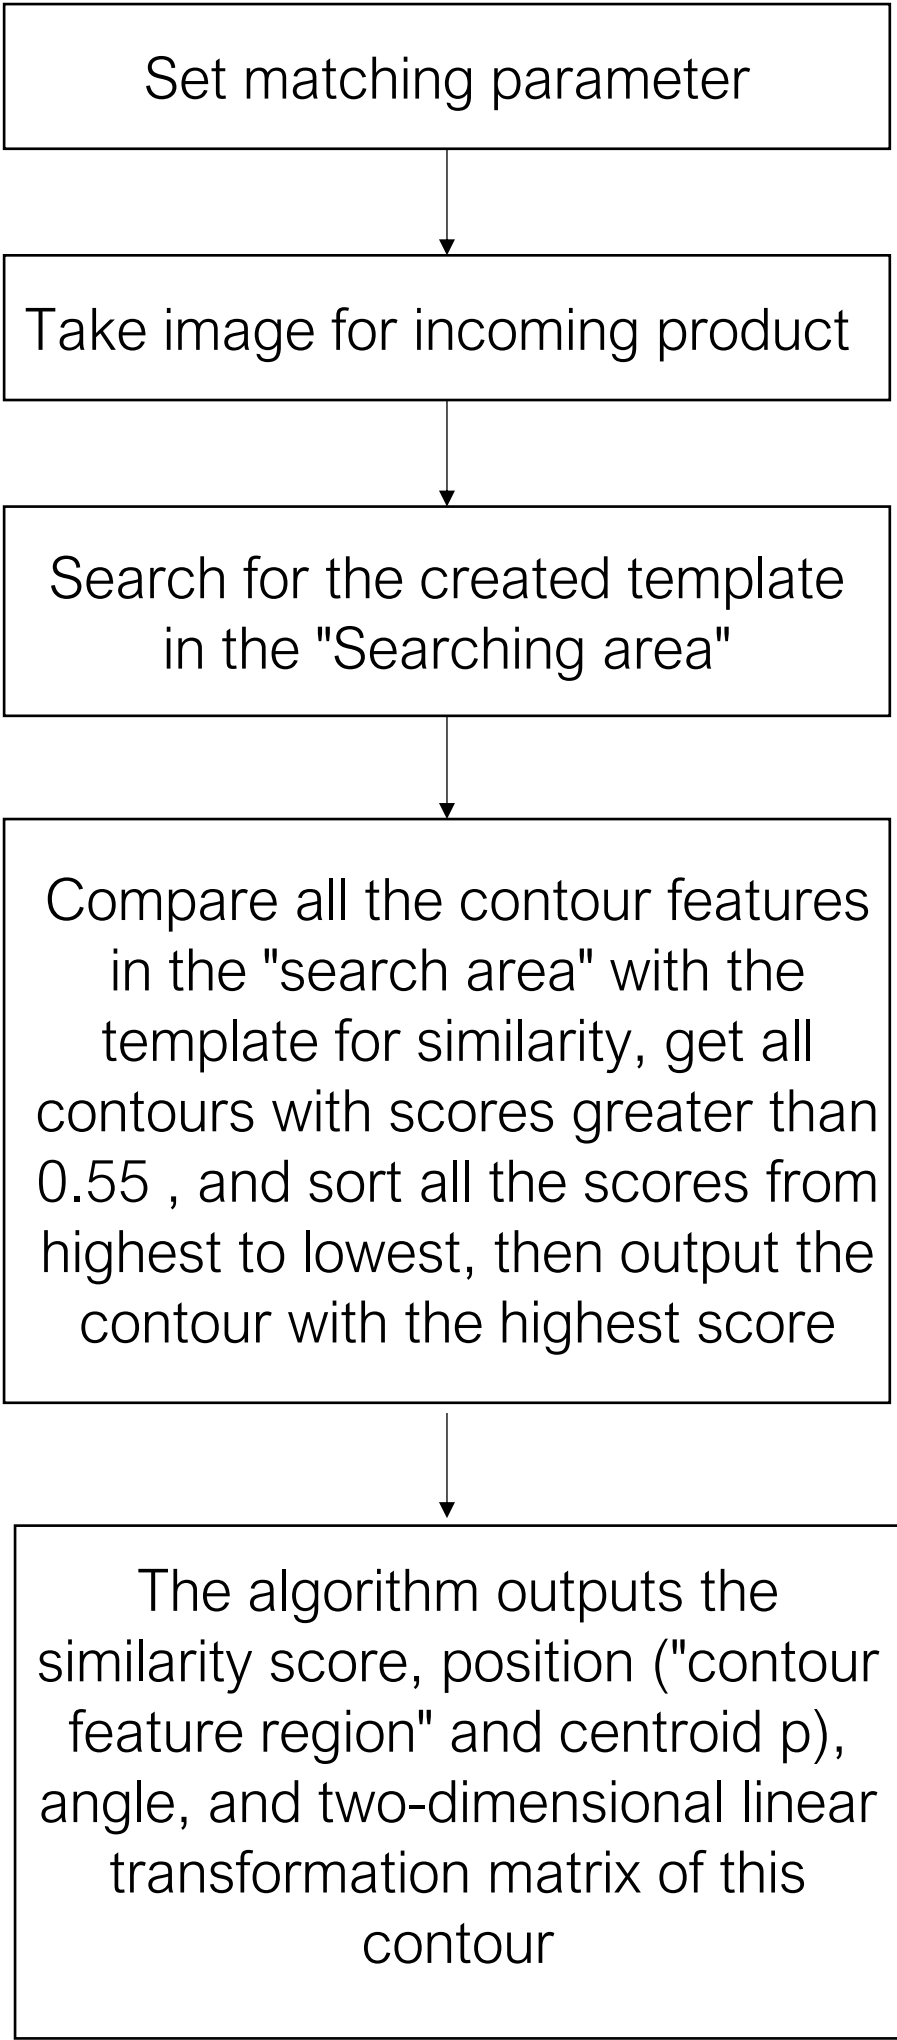 Set matching parameter
Take image for incoming product
Search for the created template
in the "Searching area"
Compare all the contour features
in the "search area" with the
template for similarity, get all
contours with scores greater than
0.55 , and sort all the scores from
highest to lowest, then output the
contour with the highest score
The algorithm outputs the
similarity score, position ("contour
feature region" and centroid p),
angle, and two-dimensional linear
transformation matrix of this
contour